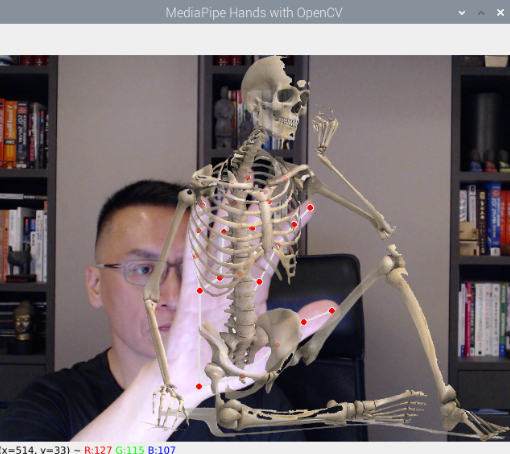 MediaPipe Hands with OpenCV
(x=514, y=33) ~ R:127 G:115 B:107